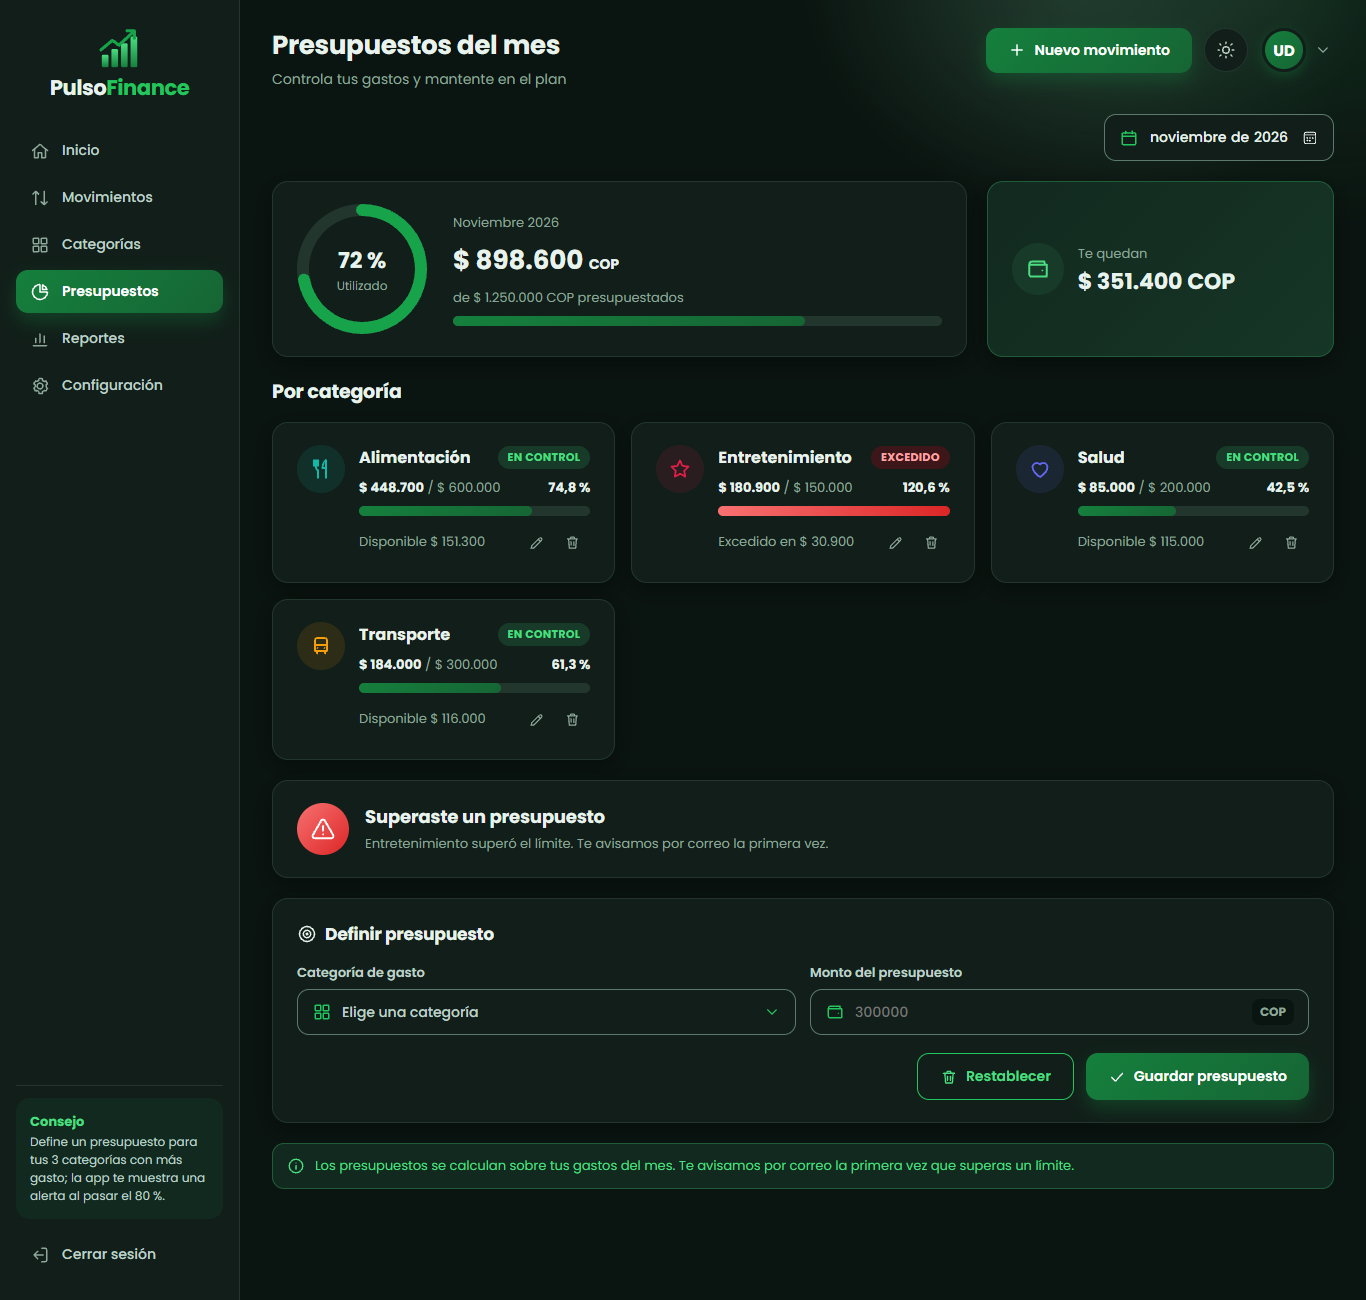 PulsoFinance
Inicio
Movimientos
Categorías
Presupuestos
Reportes
Configuración
Consejo
Define un presupuesto para
tus 3 categorías con más
gasto; la app te muestra una
alerta al pasar el 80 %.
Cerrar sesión
Presupuestos del mes
Controla tus gastos y mantente en el plan
Nuevo movimiento
UD
noviembre de 2026
72 %
Utilizado
Noviembre 2026
$ 898.600 COP
de $ 1.250.000 COP presupuestados
Te quedan
$ 351.400 COP
Por categoría
Alimentación EN CONTROL
$ 448.700 / $ 600.000 74,8 %
Disponible $ 151.300
Entretenimiento EXCEDIDO
$ 180.900 / $ 150.000 120,6 %
Excedido en $ 30.900
Salud EN CONTROL
$ 85.000 / $ 200.000 42,5 %
Disponible $ 115.000
Transporte EN CONTROL
$ 184.000 / $ 300.000 61,3 %
Disponible $ 116.000
Superaste un presupuesto
Entretenimiento superó el límite. Te avisamos por correo la primera vez.
Definir presupuesto
Categoría de gasto
Elige una categoría
Monto del presupuesto
300000 COP
Restablecer
Guardar presupuesto
Los presupuestos se calculan sobre tus gastos del mes. Te avisamos por correo la primera vez que superas un límite.